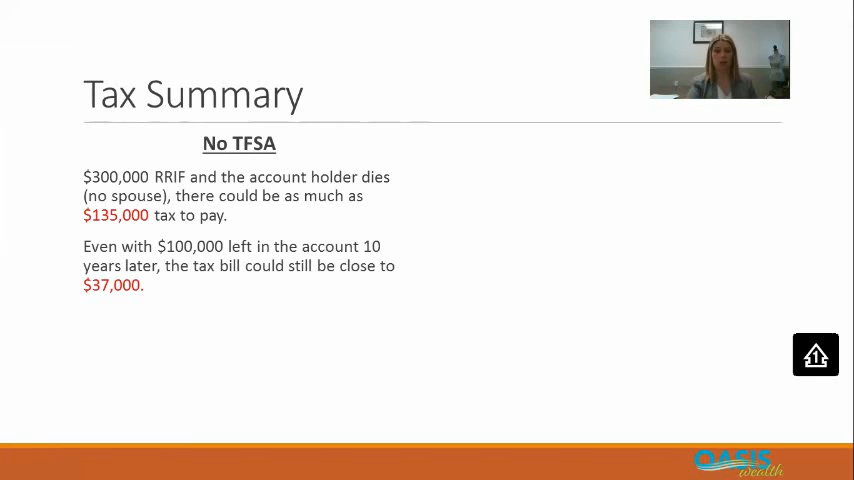 Tax Summary
No TFSA
$300,000 RRIF and the account holder dies
(no spouse), there could be as much as
$135,000 tax to pay.
Even with $100,000 left in the account 10
years later, the tax bill could still be close to
$37,000.
1
OASIS
wealth